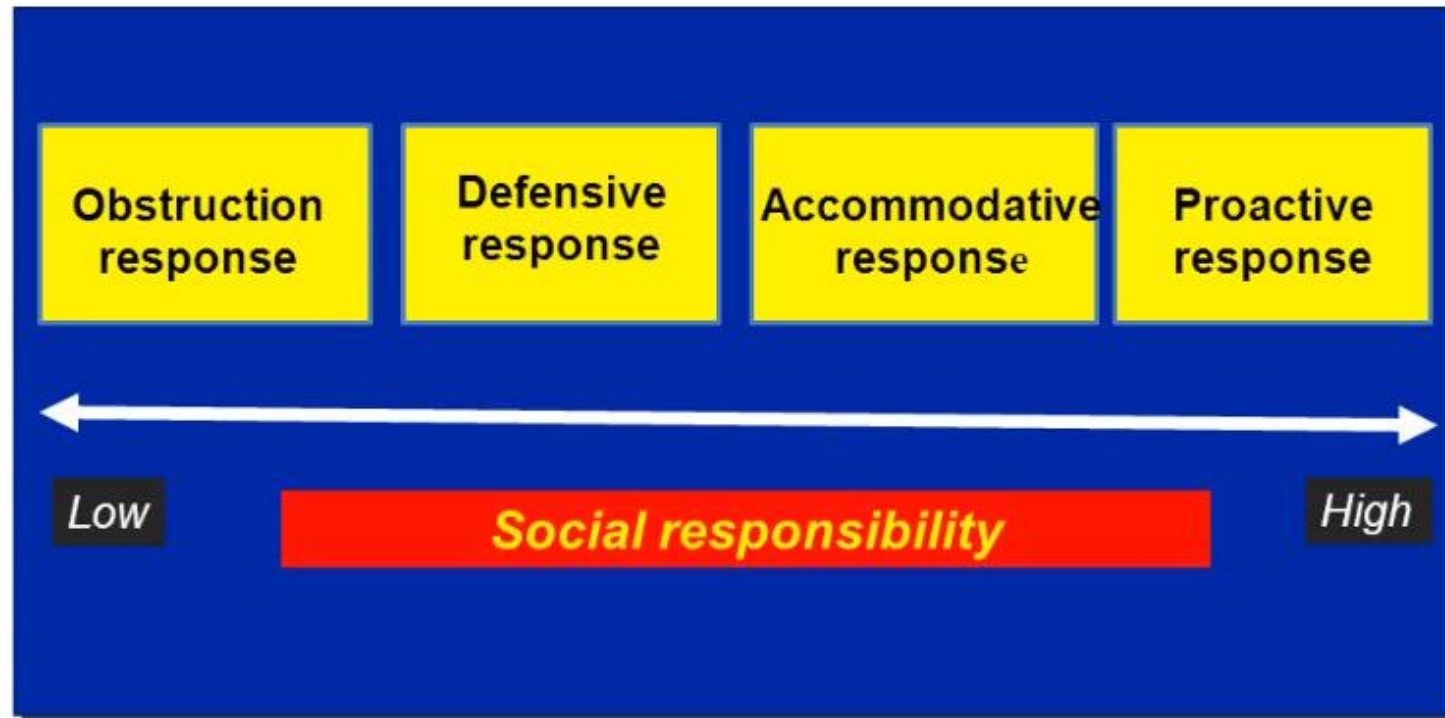 Obstruction
response
Defensive
response
Accommodative
response
Proactive
response
Low
Social responsibility
High